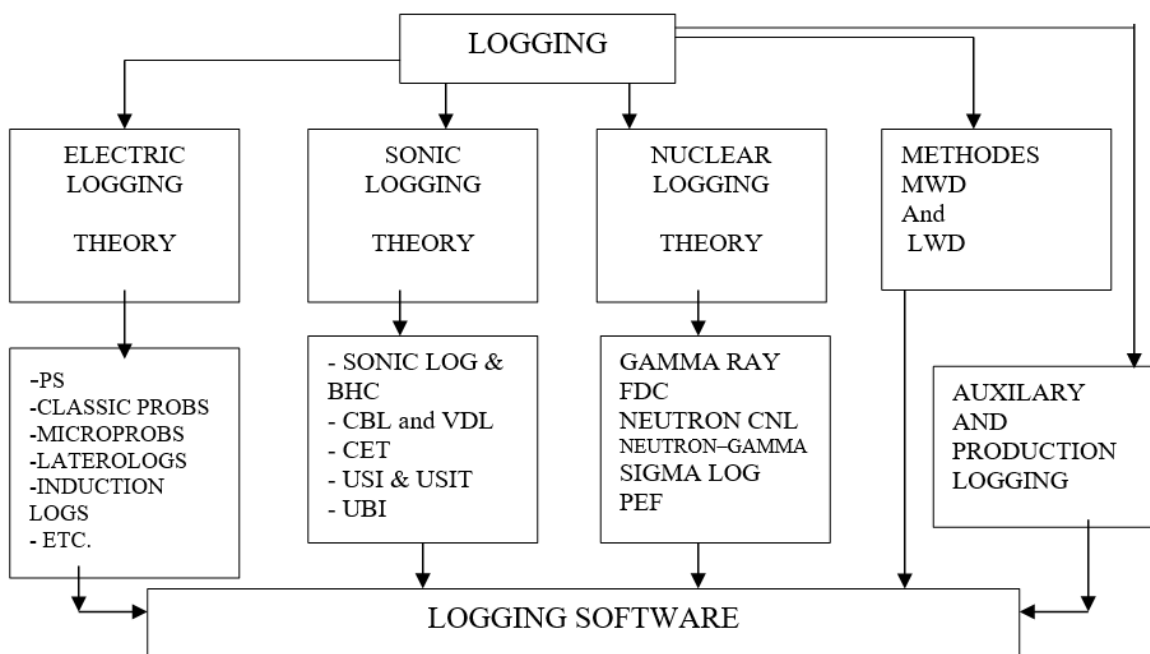 LOGGING
ELECTRIC
LOGGING
THEORY
SONIC
LOGGING
THEORY
NUCLEAR
LOGGING
THEORY
METHODES
MWD
And
LWD
-PS
-CLASSIC PROBS
-MICROPROBS
-LATEROLOGS
-INDUCTION
LOGS
- ETC.
- SONIC LOG &
BHC
- CBL and VDL
- CET
- USI & USIT
- UBI
GAMMA RAY
FDC
NEUTRON CNL
NEUTRON–GAMMA
SIGMA LOG
PEF
AUXILARY
AND
PRODUCTION
LOGGING
LOGGING SOFTWARE